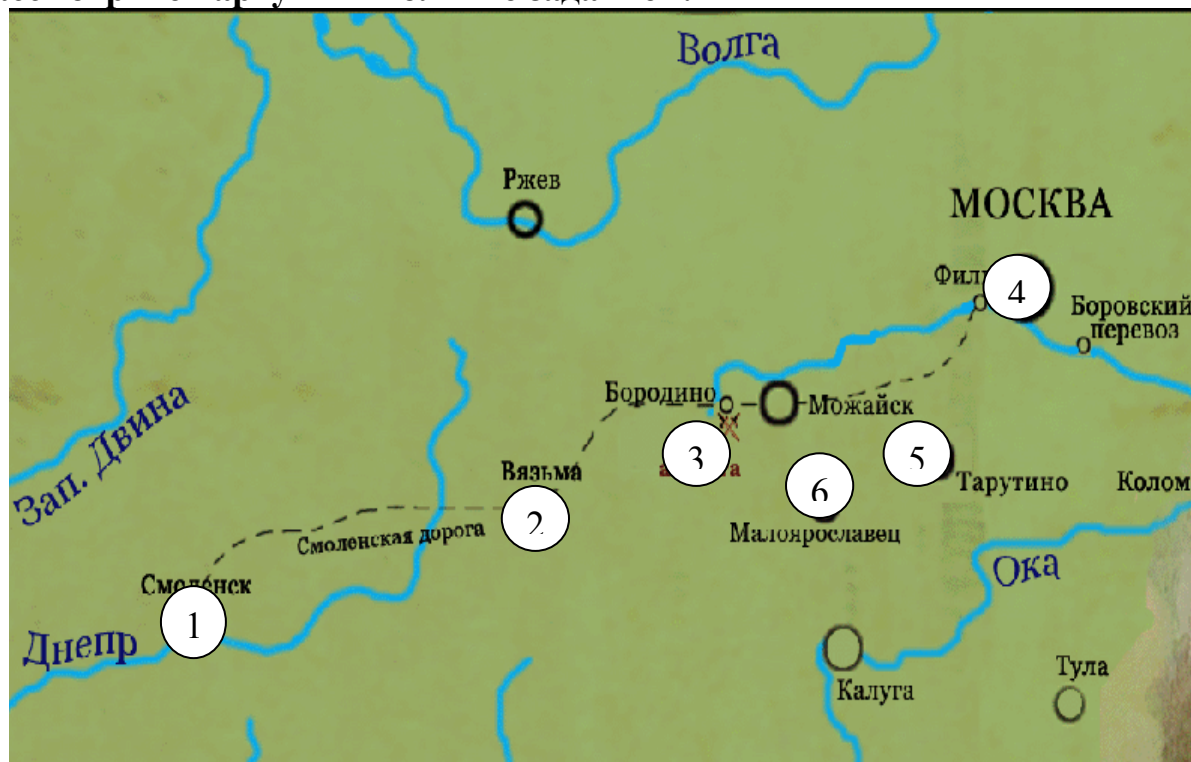 Волга
Ржев
МОСКВА
4
Боровский
перевоз
Бородино
Можайск
Зап. Двина
3
5
Вязьма
6
Тарутино
Колом
2
Смоленская дорога
Малоярославец
Ока
Смоленск
1
Днепр
Калуга
Тула